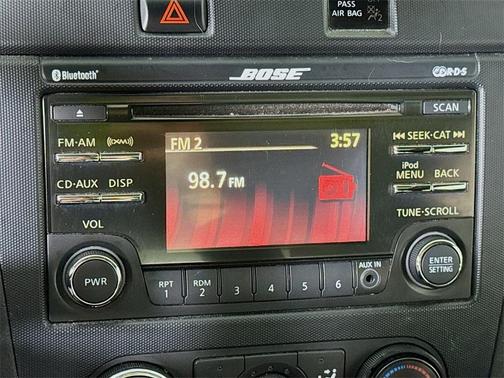 PASS
AIR BAG
2
Bluetooth
BOSE
R·D·S
SCAN
FM·AM
(XM)
SEEK·CAT
FM 2
3:57
98.7 FM
iPod
MENU
BACK
CD·AUX
DISP
VOL
TUNE·SCROLL
PWR
ENTER
SETTING
AUX IN
RPT
1
RDM
2
3
4
5
6